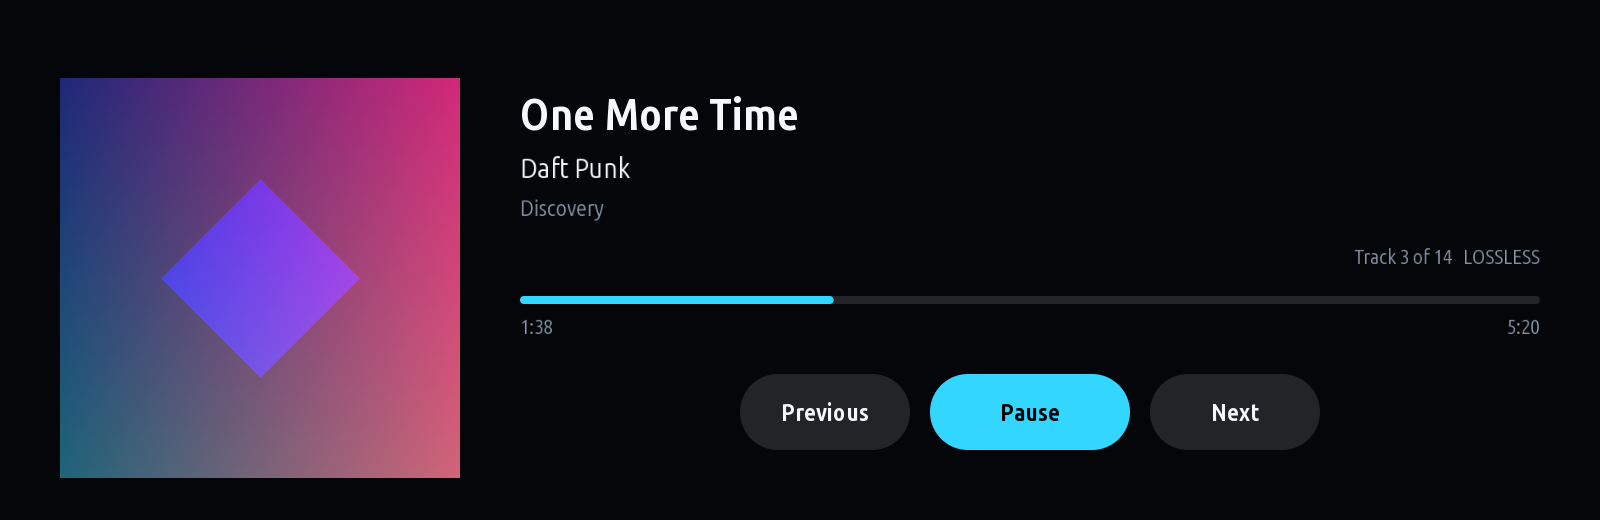 One More Time
Daft Punk
Discovery
Track 3 of 14 LOSSLESS
1:38 5:20
Previous Pause Next